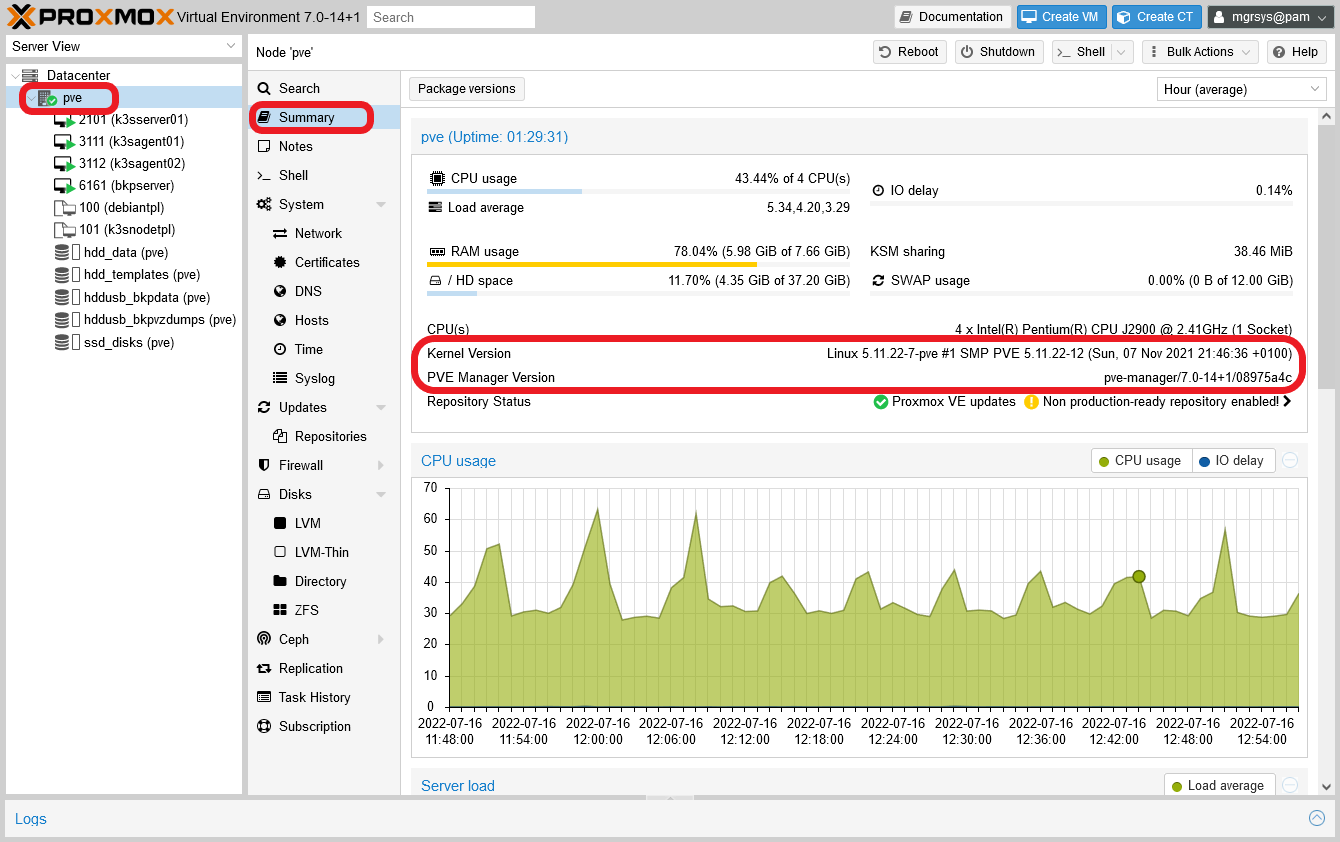 PROXMOX Virtual Environment 7.0-14+1 Search Documentation Create VM Create CT mgrsys@pam
Server View
Datacenter
pve
2101 (k3sserver01)
3111 (k3sagent01)
3112 (k3sagent02)
6161 (bkpserver)
100 (debiantpl)
101 (k3snodetpl)
hdd_data (pve)
hdd_templates (pve)
hddusb_bkpdata (pve)
hddusb_bkpvzdumps (pve)
ssd_disks (pve)
Node 'pve' Reboot Shutdown Shell Bulk Actions Help
Search
Summary
Notes
Shell
System
Network
Certificates
DNS
Hosts
Time
Syslog
Updates
Repositories
Firewall
Disks
LVM
LVM-Thin
Directory
ZFS
Ceph
Replication
Task History
Subscription
Package versions Hour (average)
pve (Uptime: 01:29:31)
CPU usage 43.44% of 4 CPU(s)
IO delay 0.14%
Load average 5.34,4.20,3.29
RAM usage 78.04% (5.98 GiB of 7.66 GiB) KSM sharing 38.46 MiB
/ HD space 11.70% (4.35 GiB of 37.20 GiB) SWAP usage 0.00% (0 B of 12.00 GiB)
CPU(s) 4 x Intel(R) Pentium(R) CPU J2900 @ 2.41GHz (1 Socket)
Kernel Version Linux 5.11.22-7-pve #1 SMP PVE 5.11.22-12 (Sun, 07 Nov 2021 21:46:36 +0100)
PVE Manager Version pve-manager/7.0-14+1/08975a4c
Repository Status Proxmox VE updates Non production-ready repository enabled!
CPU usage CPU usage IO delay
70
60
50
40
30
20
10
0
2022-07-16 2022-07-16 2022-07-16 2022-07-16 2022-07-16 2022-07-16 2022-07-16 2022-07-16 2022-07-16 2022-07-16 2022-07-16 2022-07-16
11:48:00 11:54:00 12:00:00 12:06:00 12:12:00 12:18:00 12:24:00 12:30:00 12:36:00 12:42:00 12:48:00 12:54:00
Server load Load average
Logs